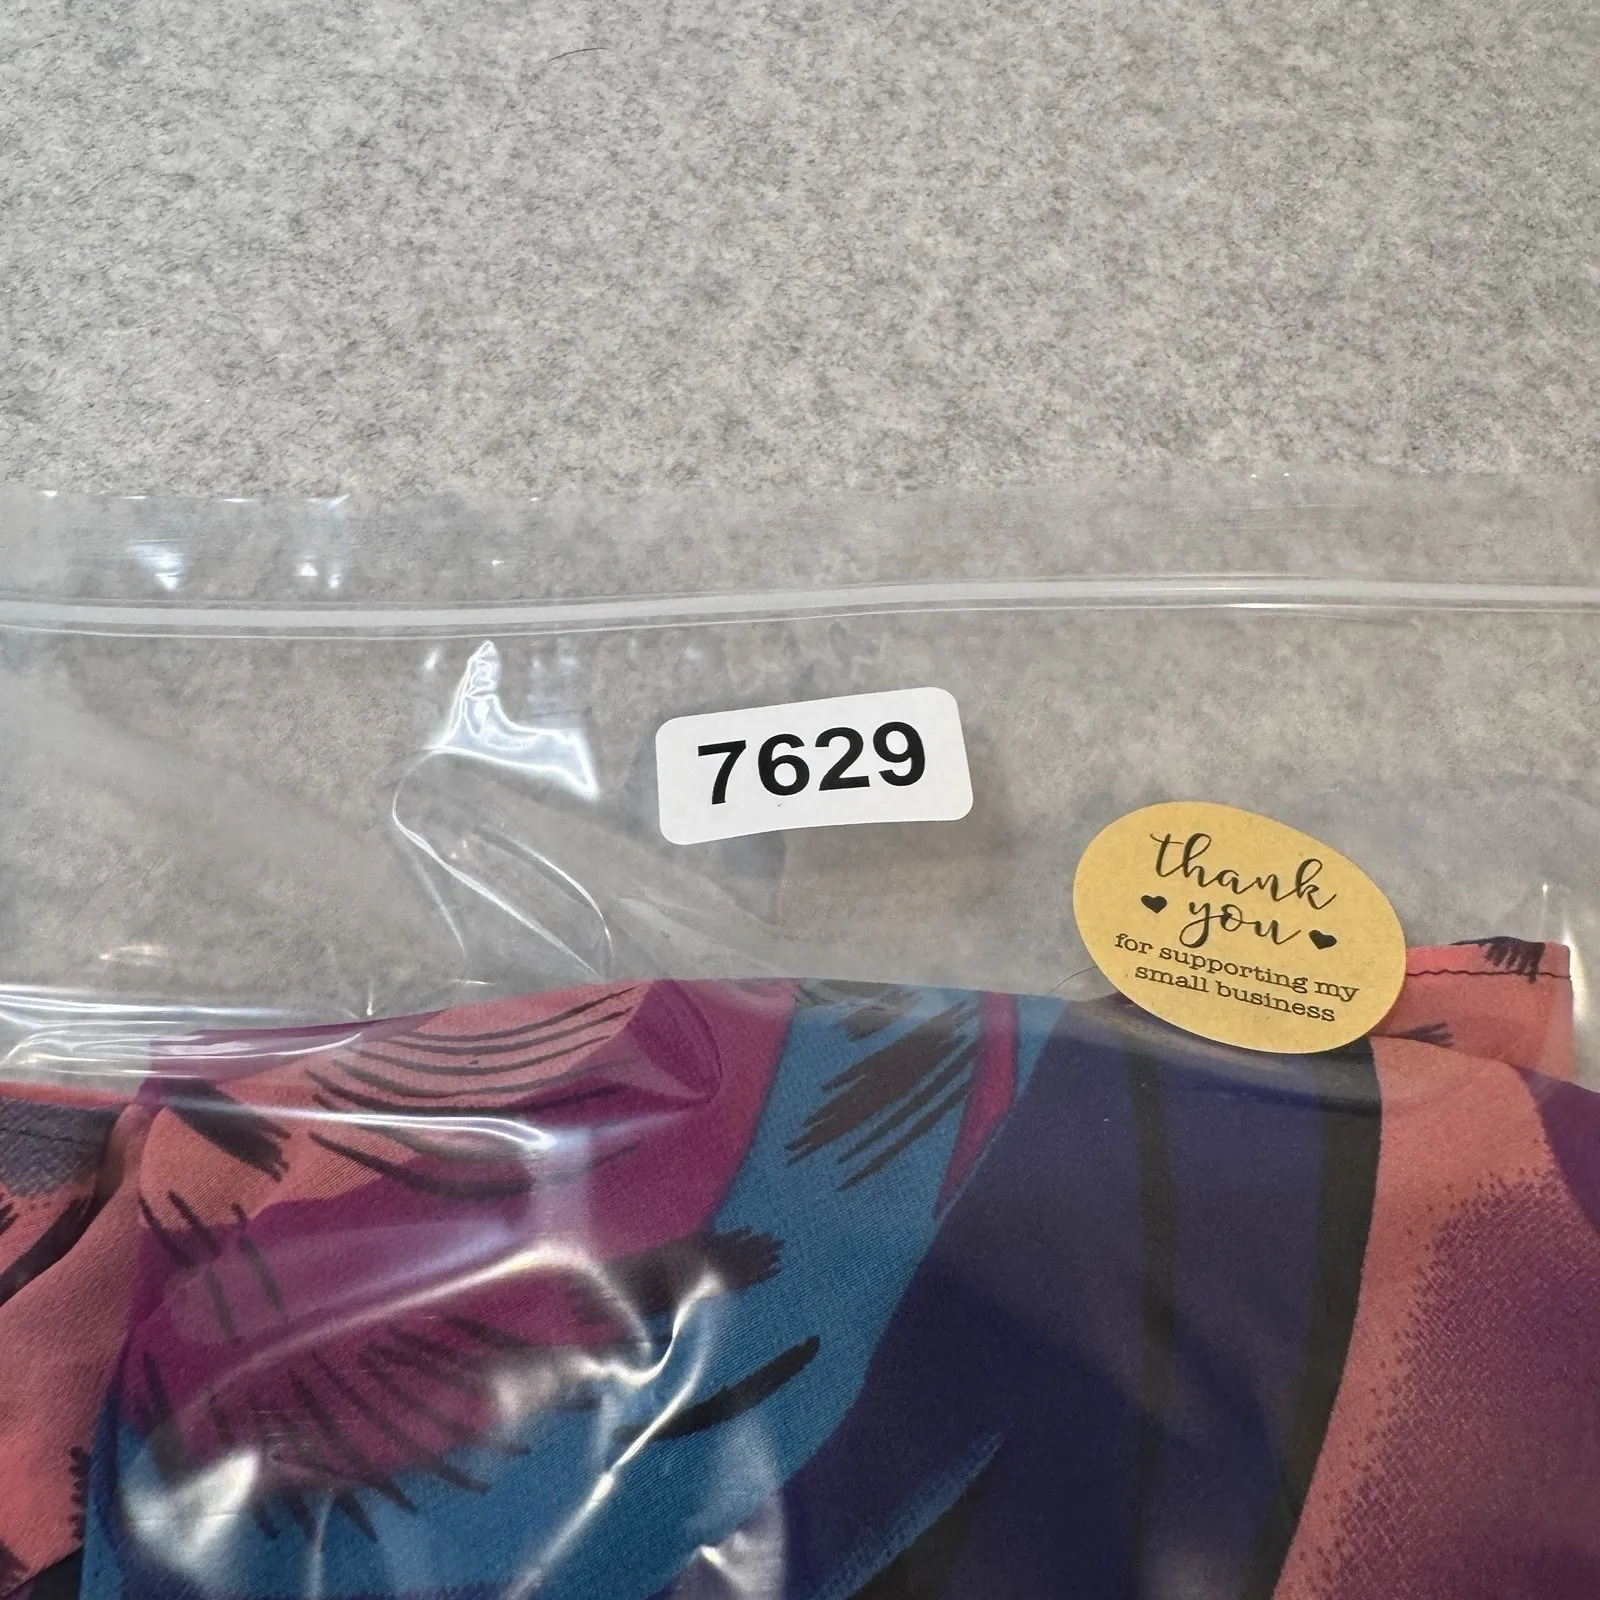 7629
thank
you
for supporting my
small business